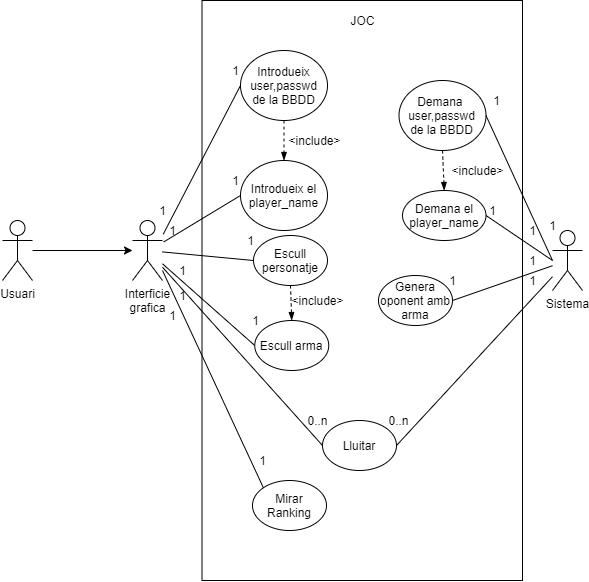 JOC
Introdueix
user,passwd
de la BBDD
1
1
<include>
Introdueix el
player_name
1
1
Escull
personatje
1
<include>
1
Escull arma
1
1
1
Usuari
Interficie
grafica
Demana
user,passwd
de la BBDD
1
1
<include>
Demana el
player_name
1
1
Genera
oponent amb
arma
1
1
1
Sistema
0..n
0..n
Lluitar
1
Mirar
Ranking